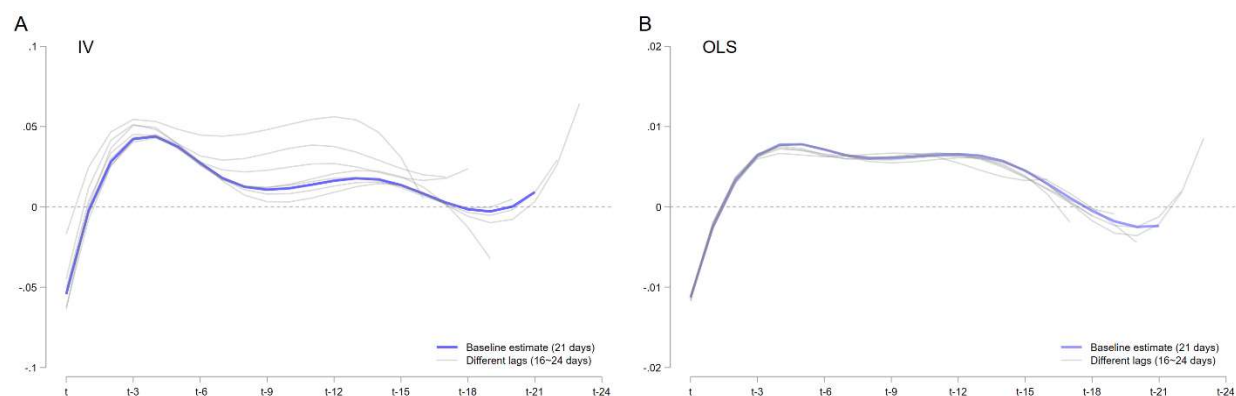 A
IV
.1
.05
0
-.05
-.1
Baseline estimate (21 days)
Different lags (16~24 days)
t t-3 t-6 t-9 t-12 t-15 t-18 t-21 t-24
B
OLS
.02
.01
0
-.01
-.02
Baseline estimate (21 days)
Different lags (16~24 days)
t t-3 t-6 t-9 t-12 t-15 t-18 t-21 t-24